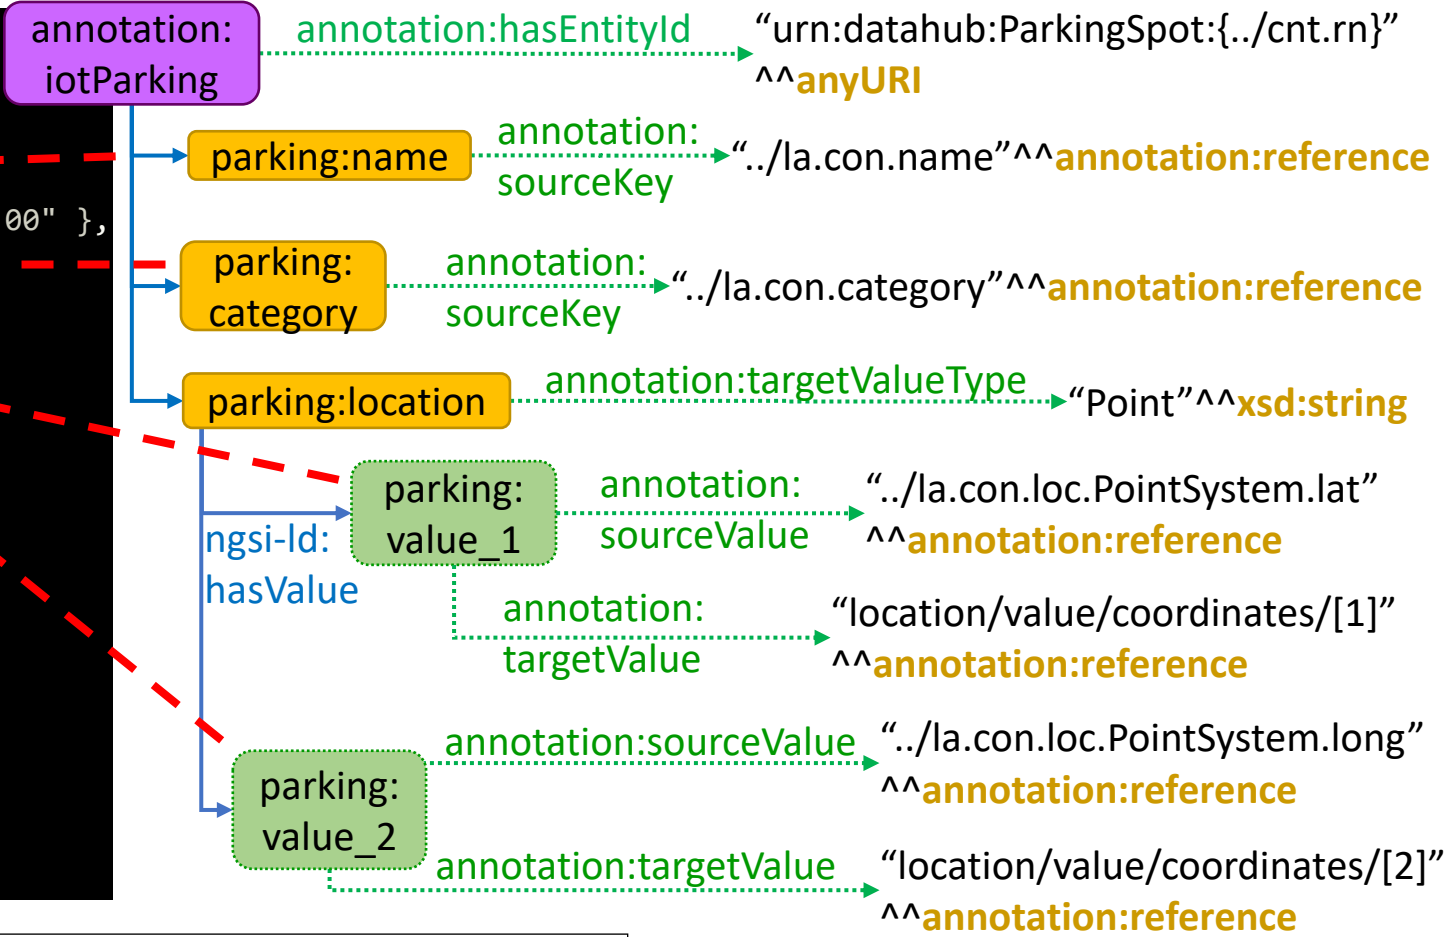 annotation:
iotParking
annotation:hasEntityId
“urn:datahub:ParkingSpot:{../cnt.rn}”
^^anyURI
parking:name
annotation:
sourceKey
“../la.con.name”^^annotation:reference
00" },
parking:
category
annotation:
sourceKey
“../la.con.category”^^annotation:reference
parking:location
annotation:targetValueType
“Point”^^xsd:string
ngsi-ld:
hasValue
parking:
value_1
annotation:
sourceValue
“../la.con.loc.PointSystem.lat”
^^annotation:reference
annotation:
targetValue
“location/value/coordinates/[1]”
^^annotation:reference
parking:
value_2
annotation:sourceValue
“../la.con.loc.PointSystem.long”
^^annotation:reference
annotation:targetValue
“location/value/coordinates/[2]”
^^annotation:reference